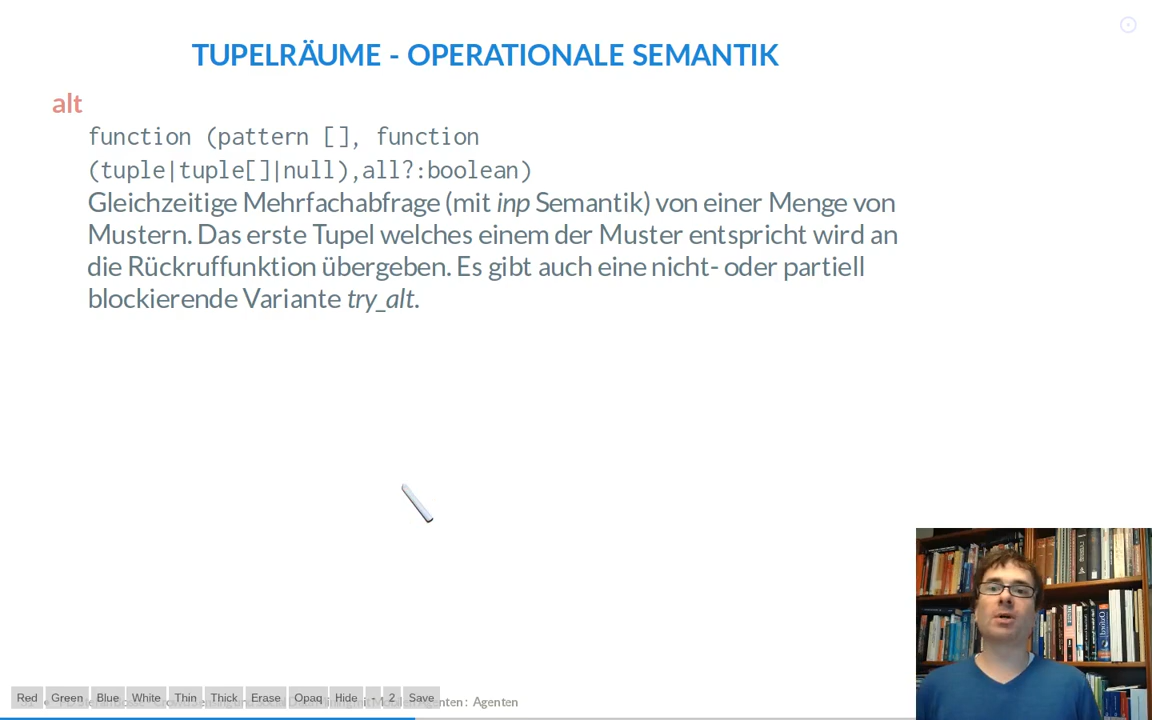 TUPELRÄUME - OPERATIONALE SEMANTIK
alt
function (pattern [], function
(tuple|tuple[]|null),all?:boolean)
Gleichzeitige Mehrfachabfrage (mit inp Semantik) von einer Menge von
Mustern. Das erste Tupel welches einem der Muster entspricht wird an
die Rückruffunktion übergeben. Es gibt auch eine nicht- oder partiell
blockierende Variante try_alt.
Red Green Blue White Thin Thick Erase Opaq Hide - 2 Save
: Agenten